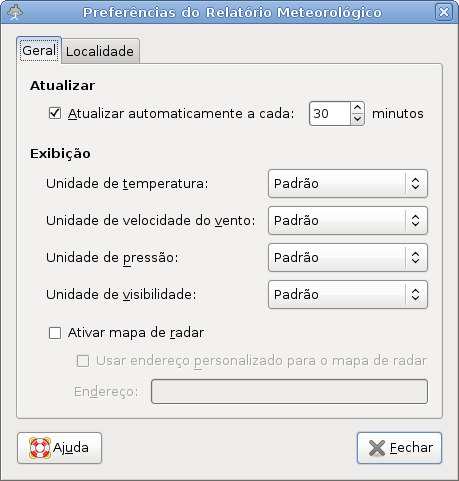 Preferências do Relatório Meteorológico
Geral Localidade
Atualizar
Atualizar automaticamente a cada: 30 minutos
Exibição
Unidade de temperatura: Padrão
Unidade de velocidade do vento: Padrão
Unidade de pressão: Padrão
Unidade de visibilidade: Padrão
Ativar mapa de radar
Usar endereço personalizado para o mapa de radar
Endereço:
Ajuda Fechar